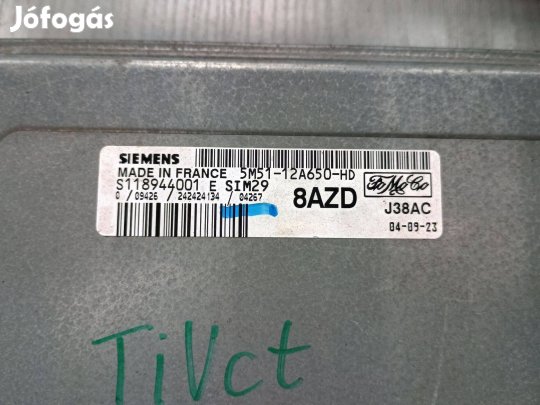 Jófogás
SIEMENS
MADE IN FRANCE 5M51-12A650-HD
S118944001 E SIM29
0 /09426 /242424134 /04267
8AZD
FoMoCo
J38AC
04-09-23
TiVct